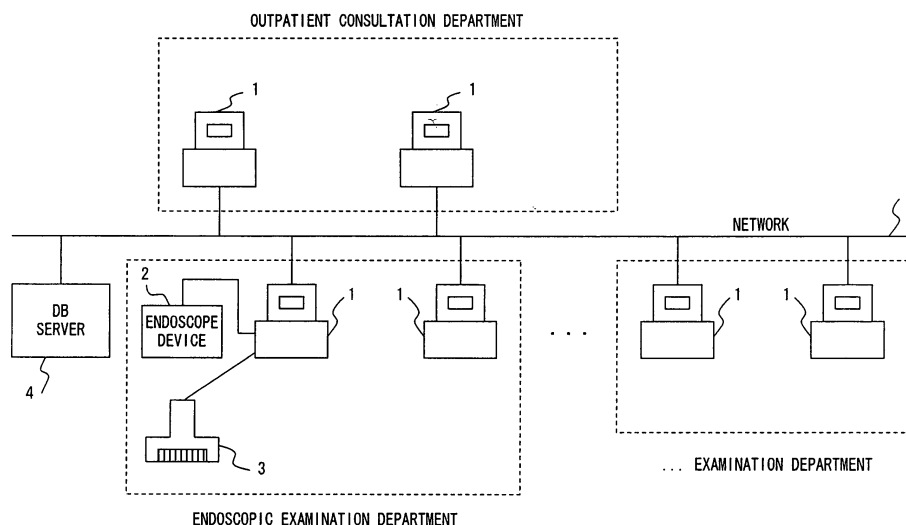 OUTPATIENT CONSULTATION DEPARTMENT
1
1
NETWORK
DB
SERVER
4
2
ENDOSCOPE
DEVICE
1
1
3
...
1
1
... EXAMINATION DEPARTMENT
ENDOSCOPIC EXAMINATION DEPARTMENT